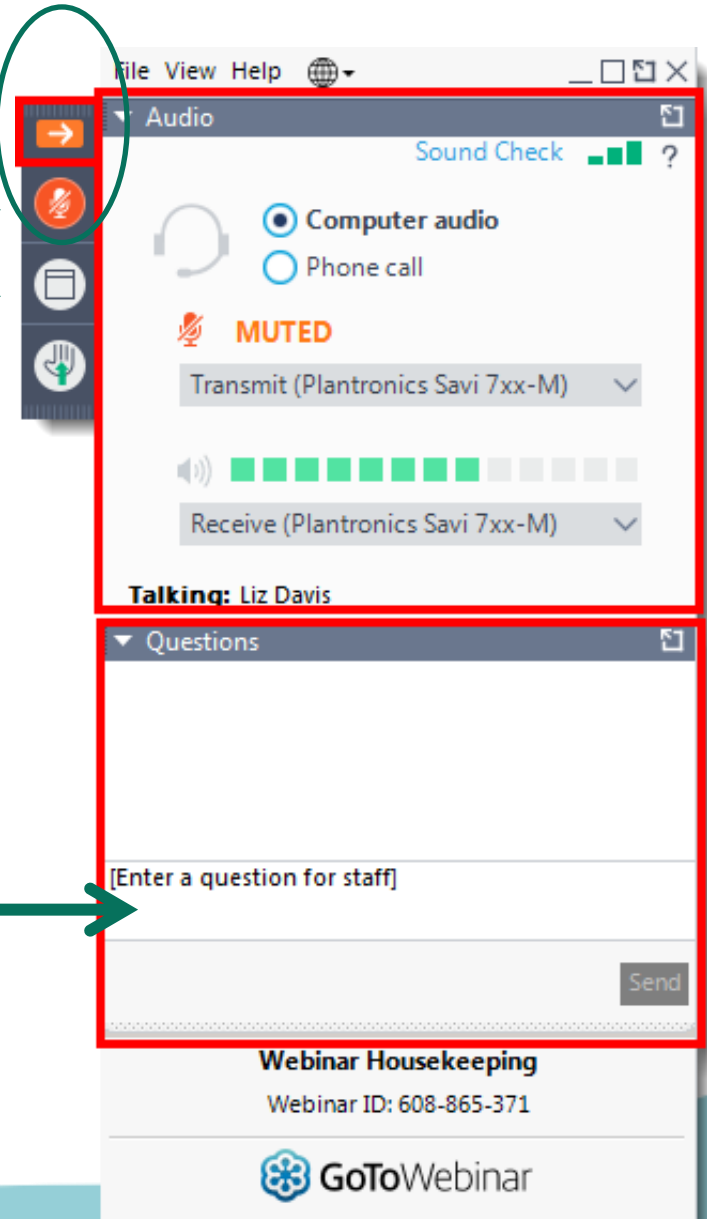 File View Help
Audio
Sound Check ?
Computer audio
Phone call
MUTED
Transmit (Plantronics Savi 7xx-M)
Receive (Plantronics Savi 7xx-M)
Talking: Liz Davis
Questions
[Enter a question for staff]
Send
Webinar Housekeeping
Webinar ID: 608-865-371
GoToWebinar